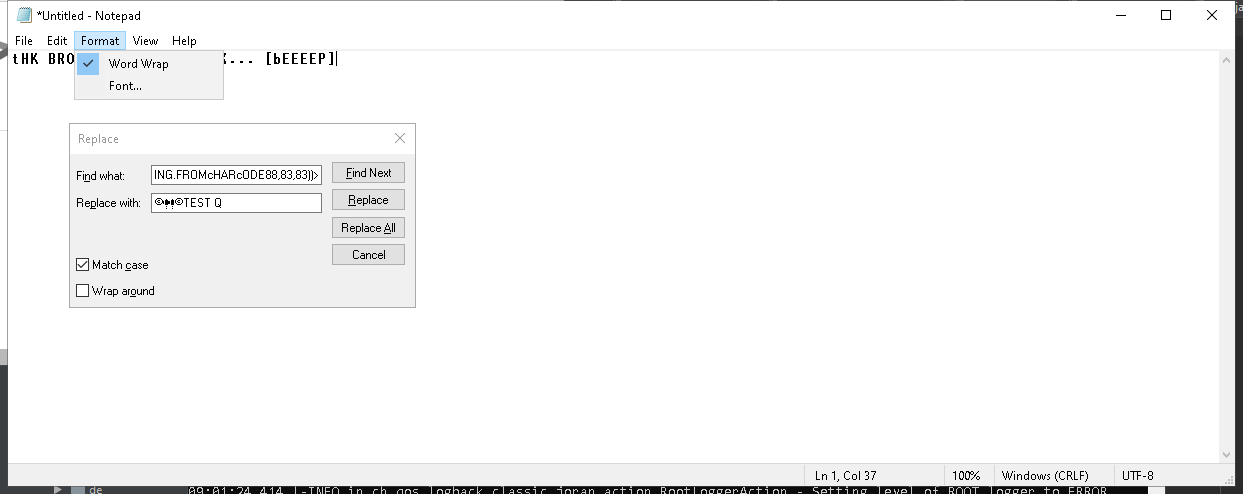 *Untitled - Notepad
File Edit Format View Help
tHK BRO ... [bEEEEP]
Word Wrap
Font...
Replace
Find what: ING.FROMcHARcODE88,83,83))> Find Next
Replace with: TEST Q Replace
Replace All
Cancel
Match case
Wrap around
Ln 1, Col 37 100% Windows (CRLF) UTF-8
de 09:01:24,414 |-INFO in ch.qos.logback.classic.joran.action.RootLoggerAction - Setting level of ROOT logger to ERROR